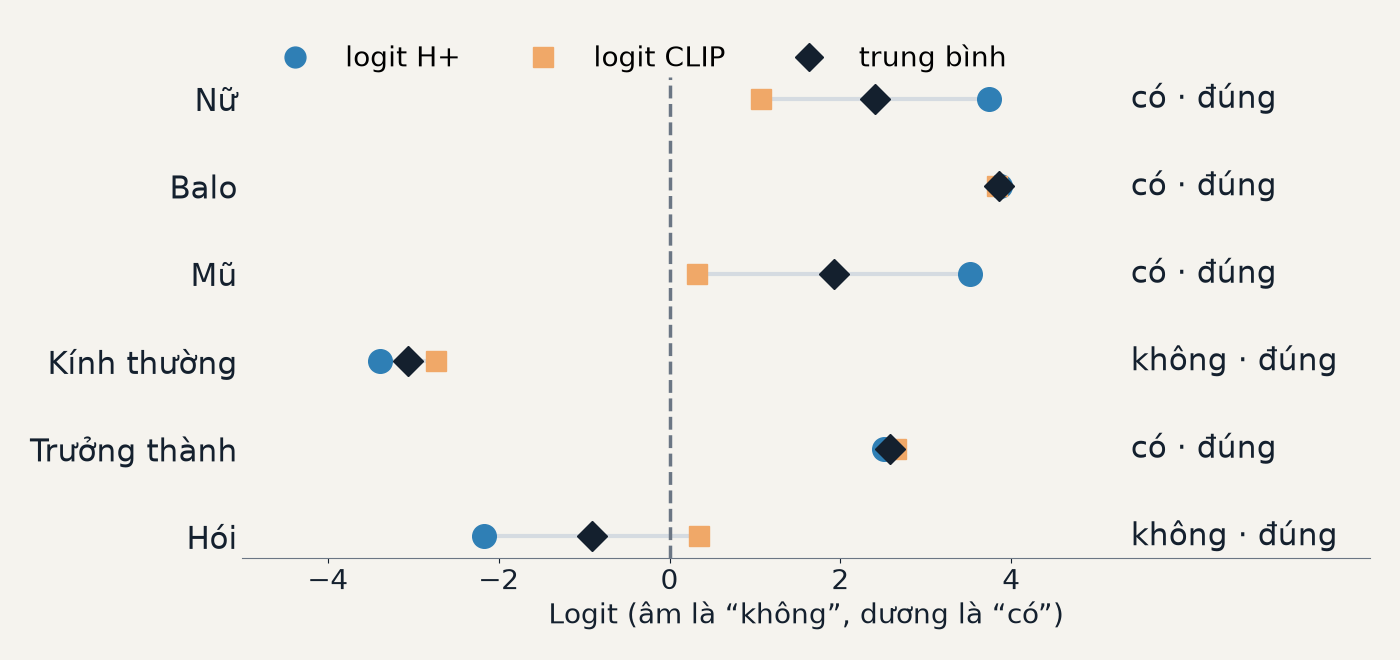 logit H+ logit CLIP trung bình
Nữ có · đúng
Balo có · đúng
Mũ có · đúng
Kính thường không · đúng
Trưởng thành có · đúng
Hói không · đúng
−4 −2 0 2 4
Logit (âm là “không”, dương là “có”)